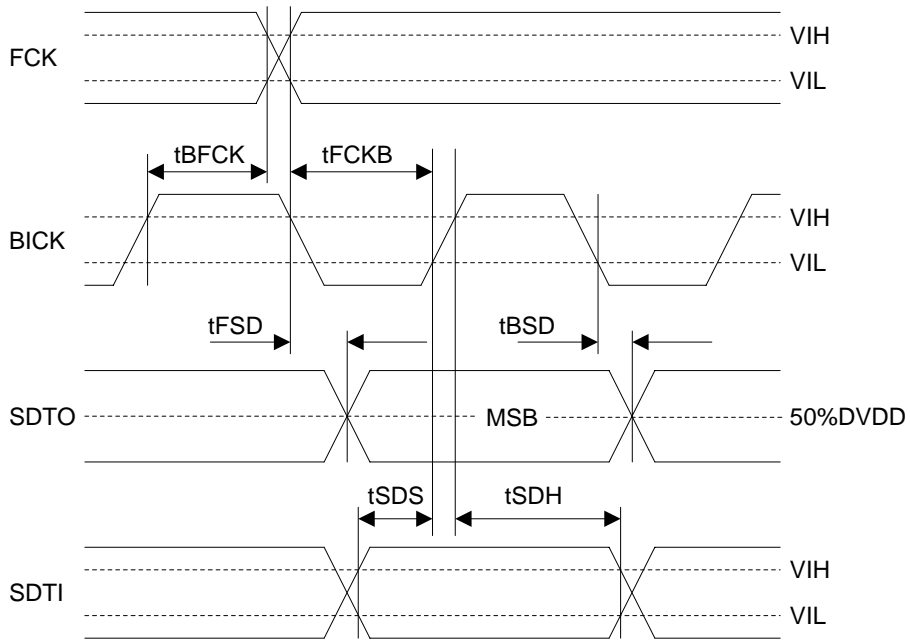 VIH
FCK
VIL
tBFCK tFCKB
VIH
BICK
VIL
tFSD tBSD
SDTO MSB 50%DVDD
tSDS tSDH
VIH
SDTI
VIL